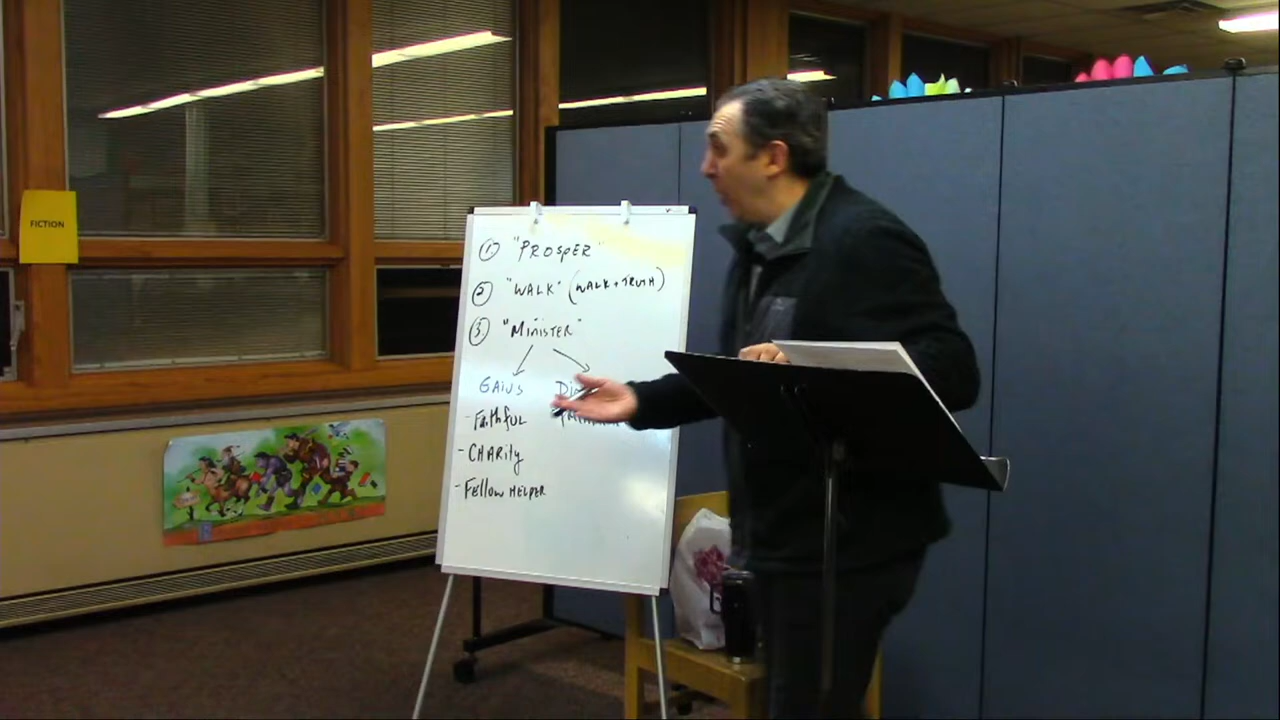 FICTION
① "PROSPER"
② "WALK" (WALK + TRUTH)
③ "MiNiSTER"
GAiUS
- FaithfUL
- CHARity
- Fellow HELPER